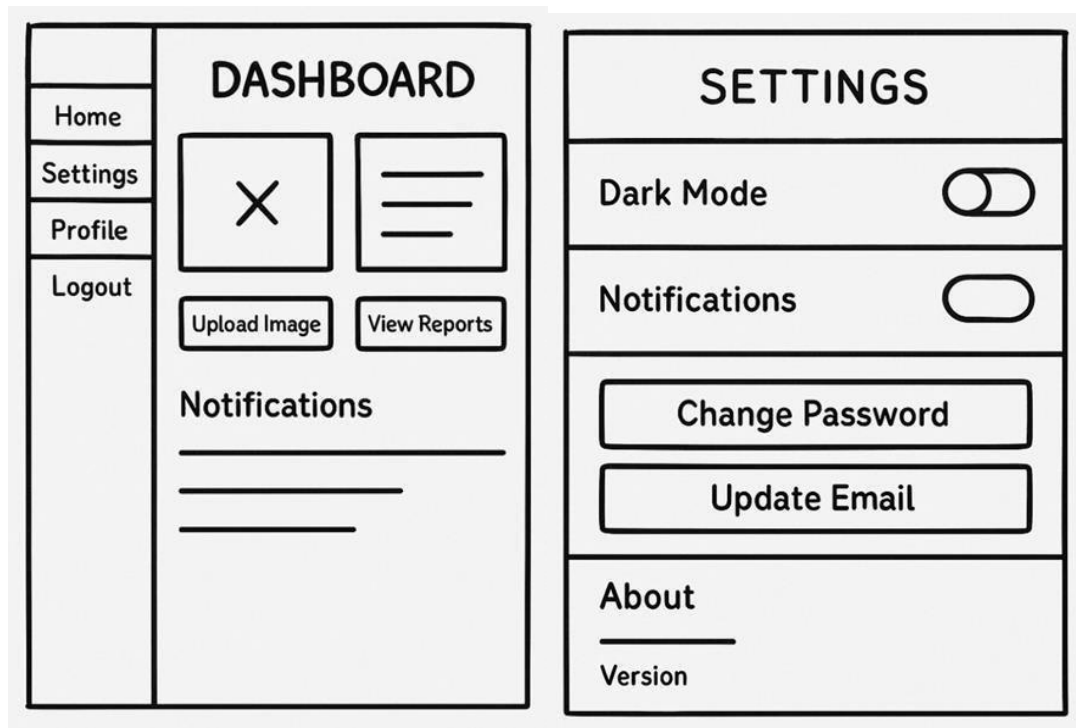 DASHBOARD
Home
Settings
Profile
Logout
Upload Image
View Reports
Notifications
SETTINGS
Dark Mode
Notifications
Change Password
Update Email
About
Version